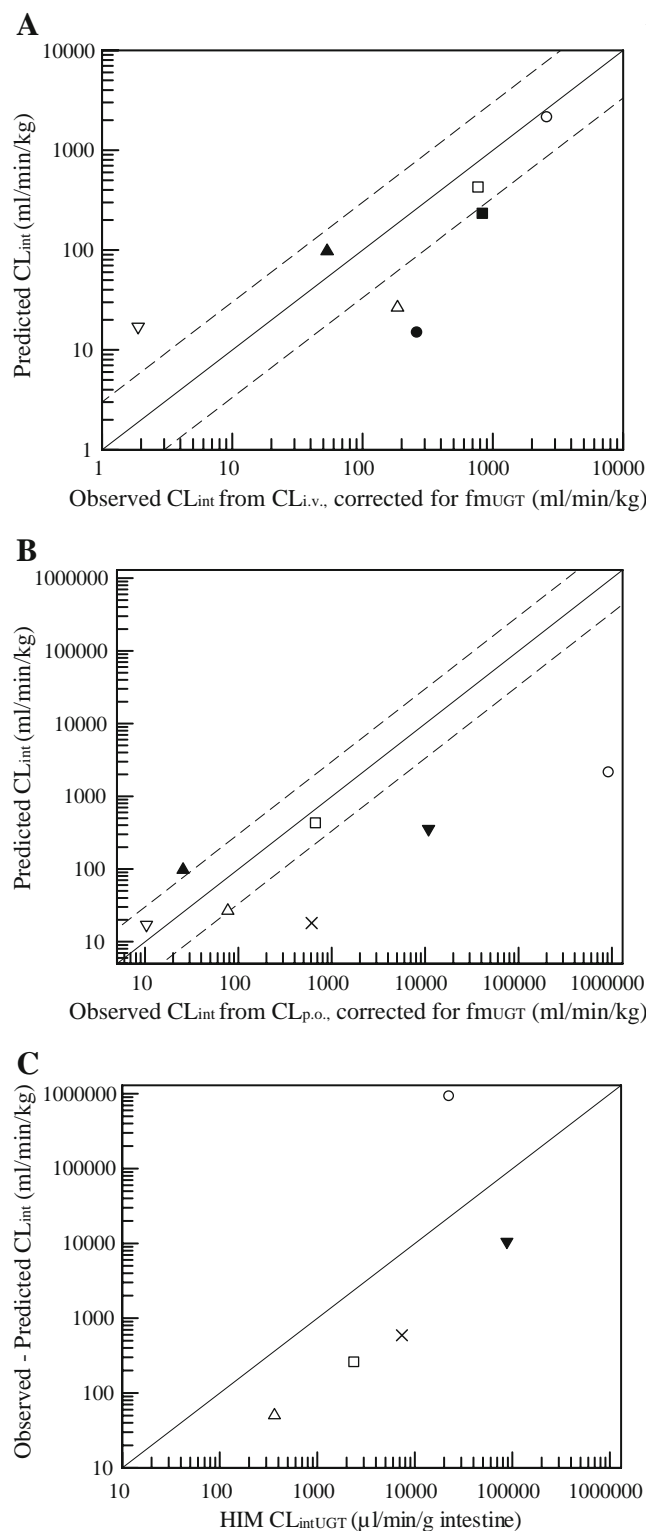 A
Predicted CLint (ml/min/kg)
10000
1000
100
10
1
1 10 100 1000 10000
Observed CLint from CLi.v., corrected for fmUGT (ml/min/kg)
B
Predicted CLint (ml/min/kg)
1000000
100000
10000
1000
100
10
10 100 1000 10000 100000 1000000
Observed CLint from CLp.o., corrected for fmUGT (ml/min/kg)
C
Observed - Predicted CLint (ml/min/kg)
1000000
100000
10000
1000
100
10
10 100 1000 10000 100000 1000000
HIM CLintUGT (µl/min/g intestine)